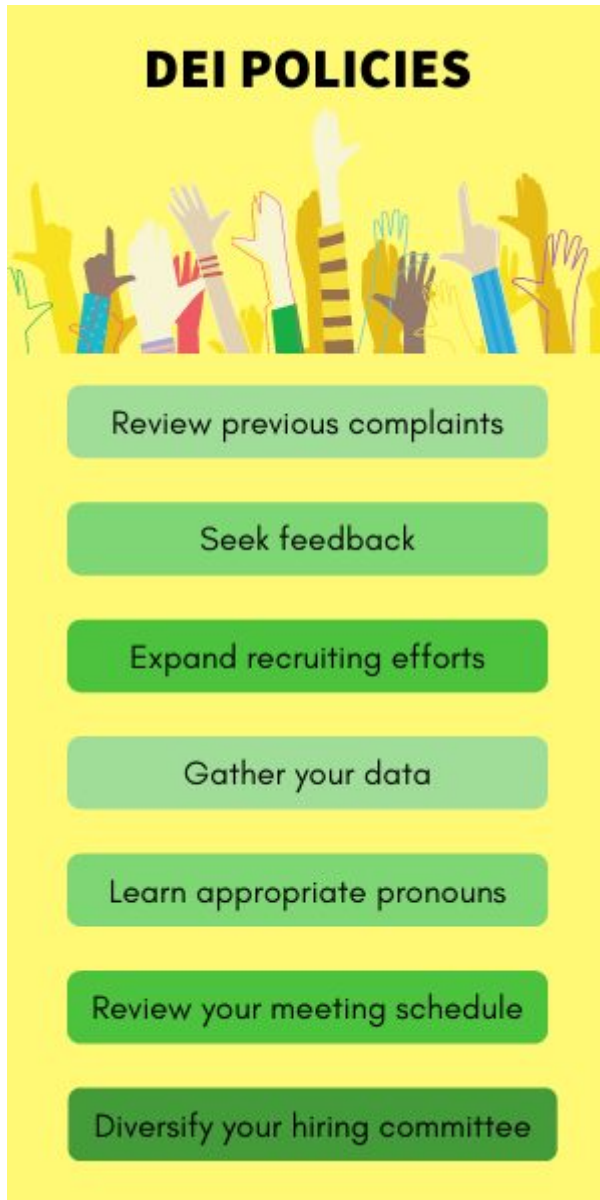 DEI POLICIES
Review previous complaints
Seek feedback
Expand recruiting efforts
Gather your data
Learn appropriate pronouns
Review your meeting schedule
Diversify your hiring committee